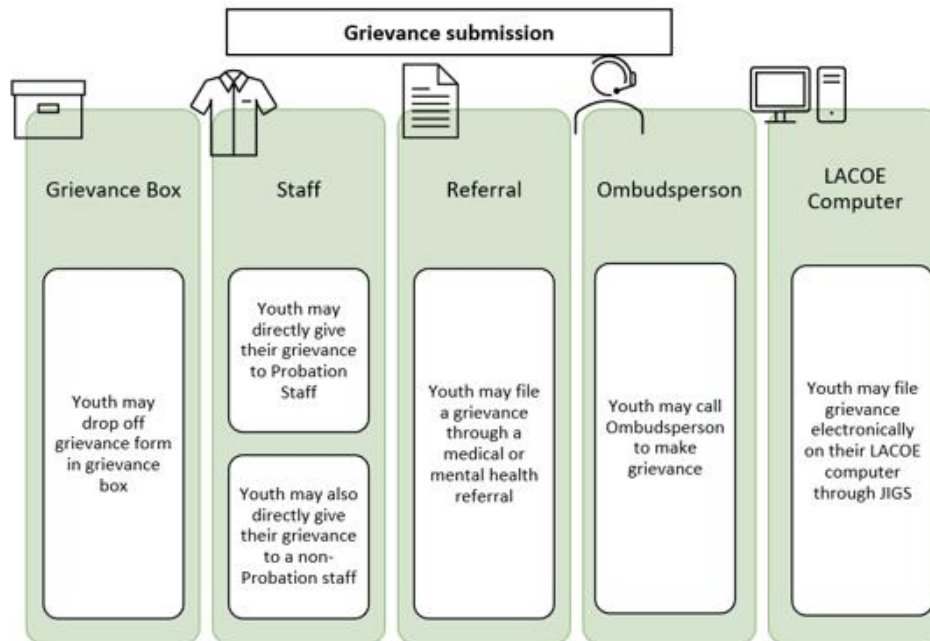 Grievance submission
Grievance Box
Youth may
drop off
grievance form
in grievance
box
Staff
Youth may
directly give
their grievance
to Probation
Staff
Youth may also
directly give
their grievance
to a non-
Probation staff
Referral
Youth may file
a grievance
through a
medical or
mental health
referral
Ombudsperson
Youth may call
Ombudsperson
to make
grievance
LACOE
Computer
Youth may file
grievance
electronically
on their LACOE
computer
through JIGS